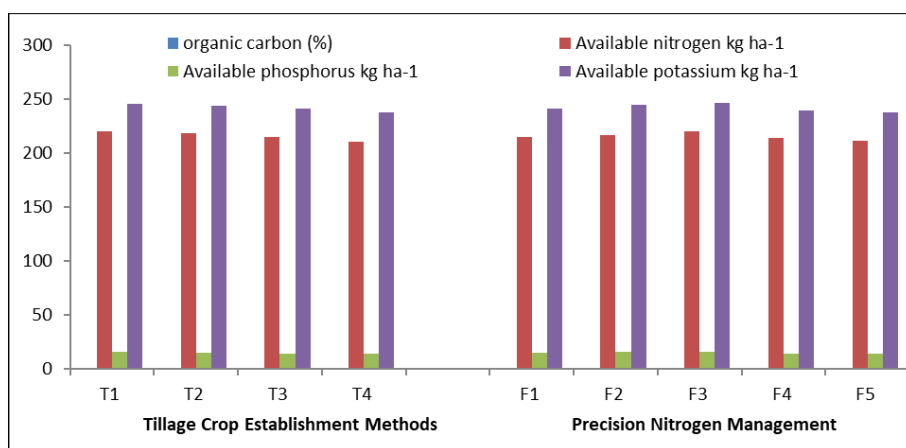 organic carbon (%)
Available nitrogen kg ha-1
Available phosphorus kg ha-1
Available potassium kg ha-1
300
250
200
150
100
50
0
T1 T2 T3 T4 F1 F2 F3 F4 F5
Tillage Crop Establishment Methods Precision Nitrogen Management